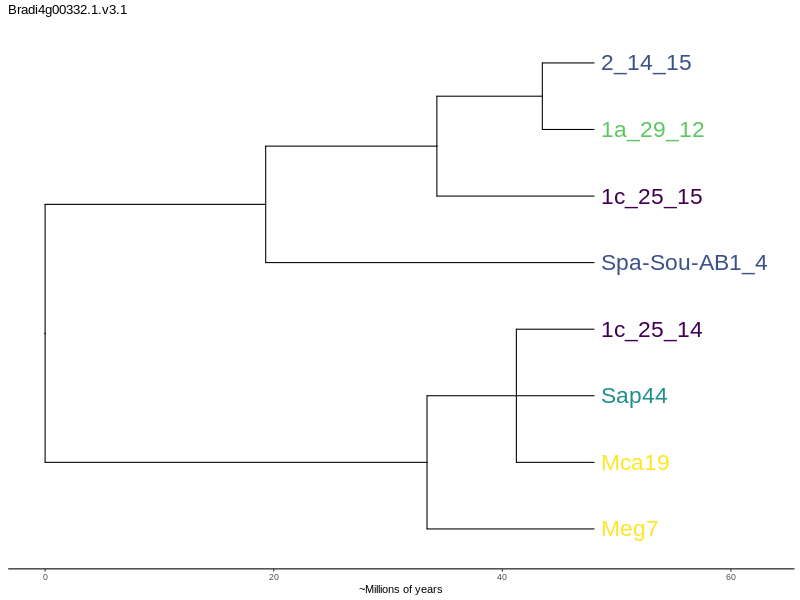 Bradi4g00332.1.v3.1
2_14_15
1a_29_12
1c_25_15
Spa-Sou-AB1_4
1c_25_14
Sap44
Mca19
Meg7
0 20 40 60
~Millions of years